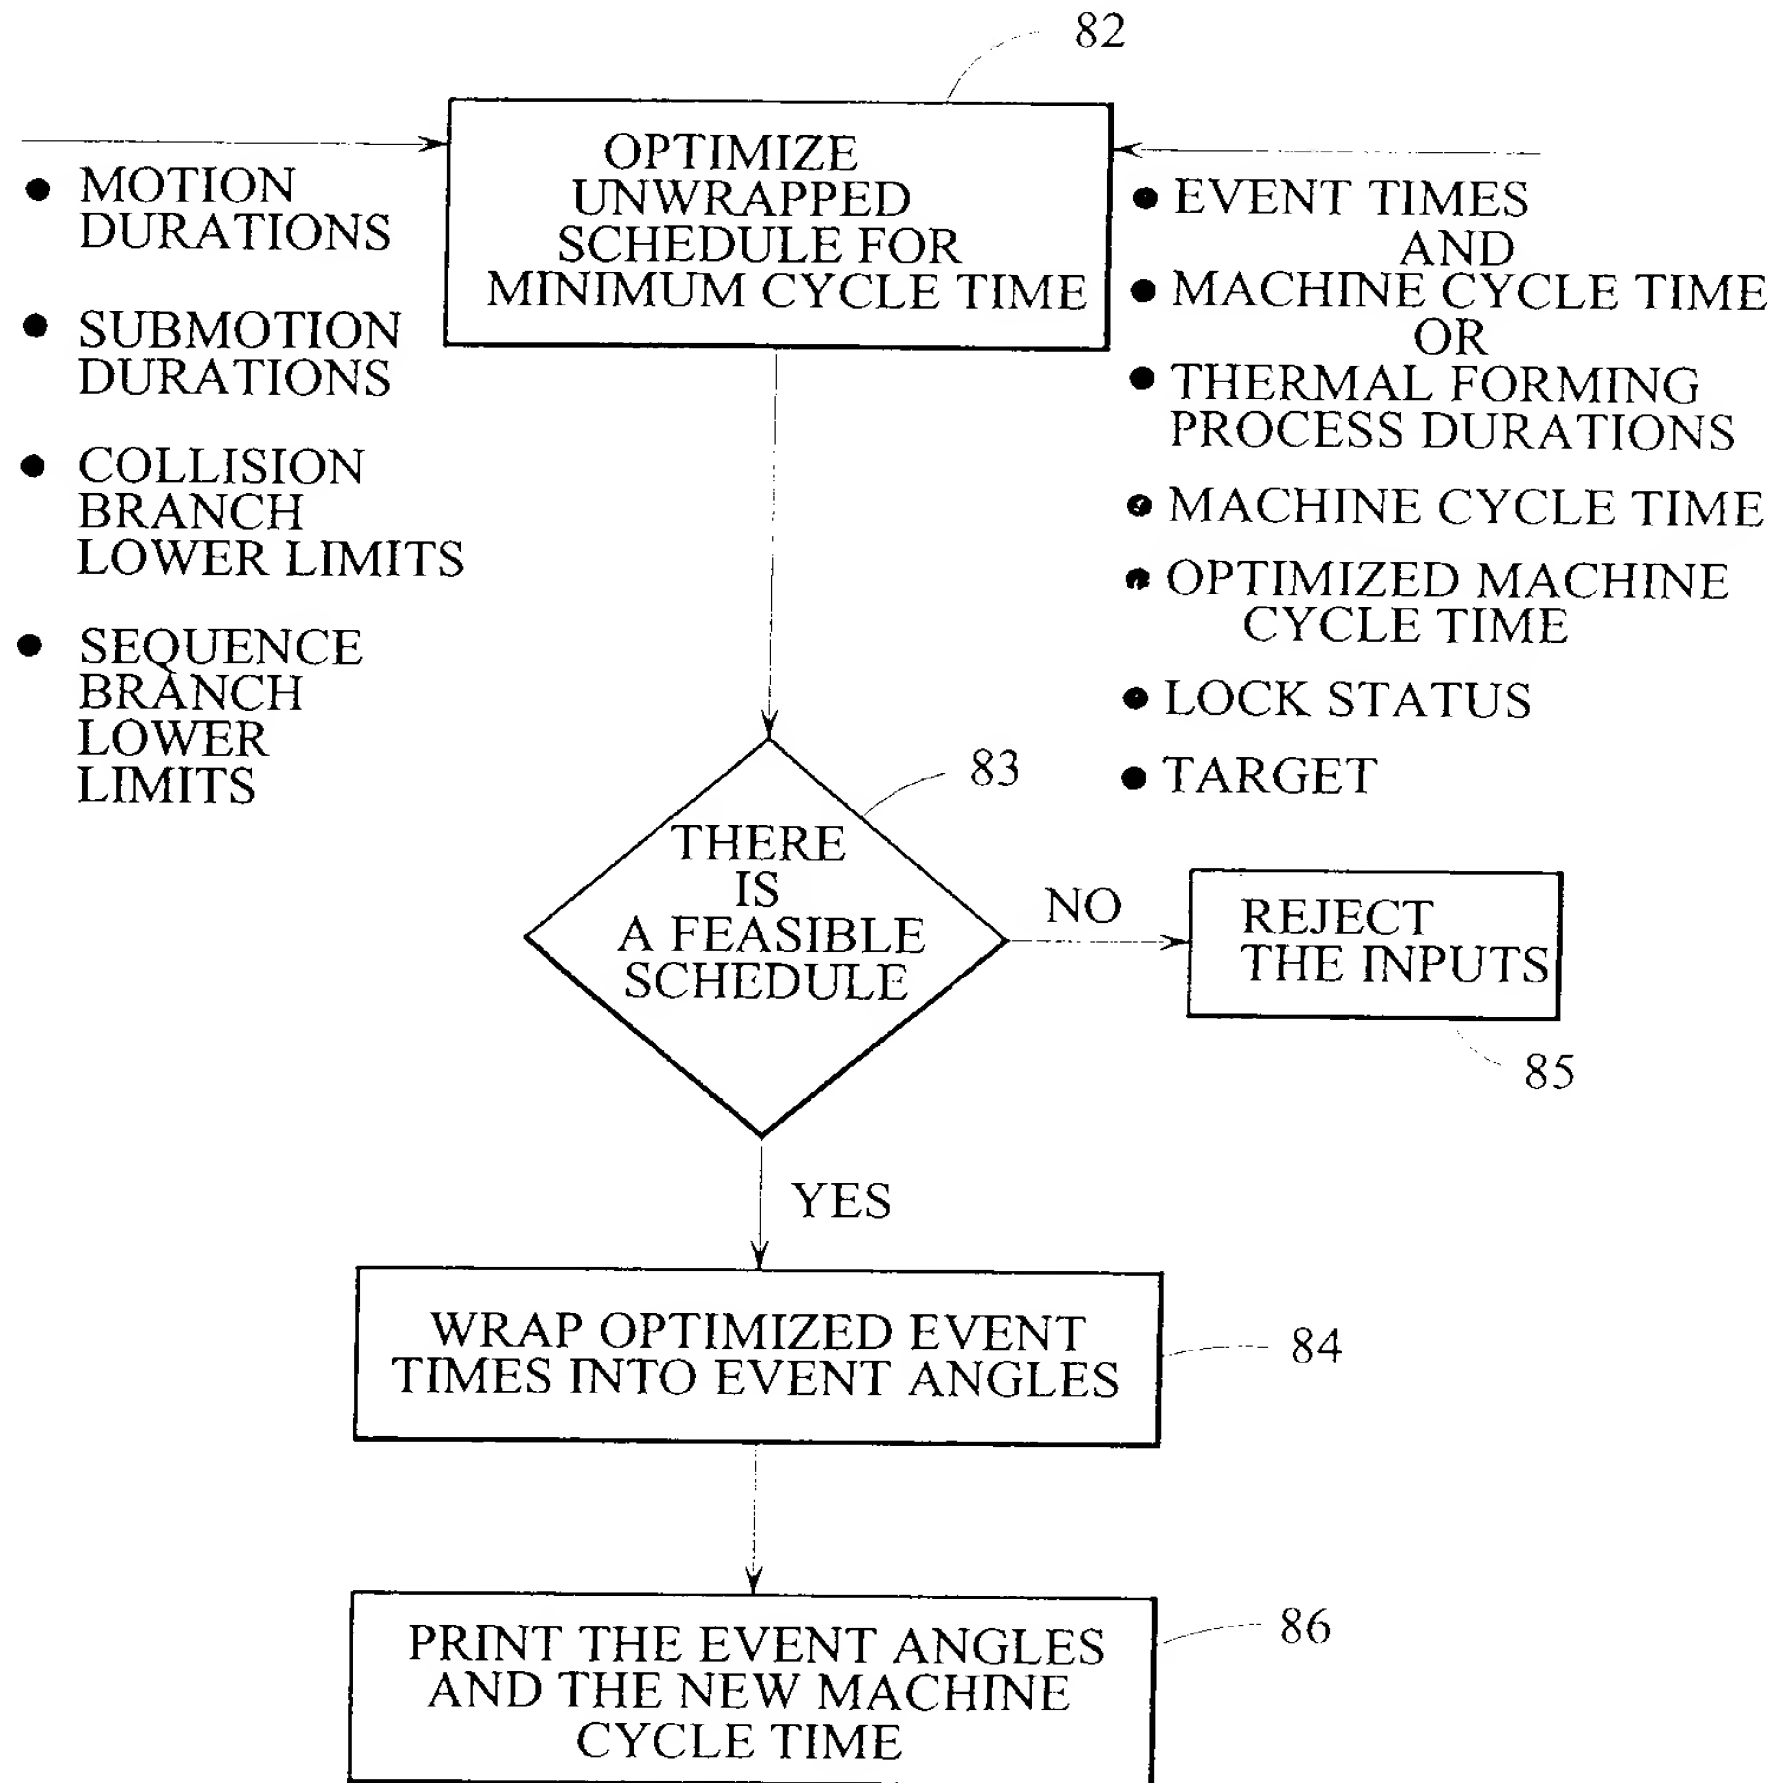 82
OPTIMIZE
UNWRAPPED
SCHEDULE FOR
MINIMUM CYCLE TIME
● MOTION
DURATIONS
● SUBMOTION
DURATIONS
● COLLISION
BRANCH
LOWER LIMITS
● SEQUENCE
BRANCH
LOWER
LIMITS
● EVENT TIMES
AND
● MACHINE CYCLE TIME
OR
● THERMAL FORMING
PROCESS DURATIONS
● MACHINE CYCLE TIME
● OPTIMIZED MACHINE
CYCLE TIME
● LOCK STATUS
● TARGET
83
THERE
IS
A FEASIBLE
SCHEDULE
NO
REJECT
THE INPUTS
85
YES
WRAP OPTIMIZED EVENT
TIMES INTO EVENT ANGLES
84
PRINT THE EVENT ANGLES
AND THE NEW MACHINE
CYCLE TIME
86